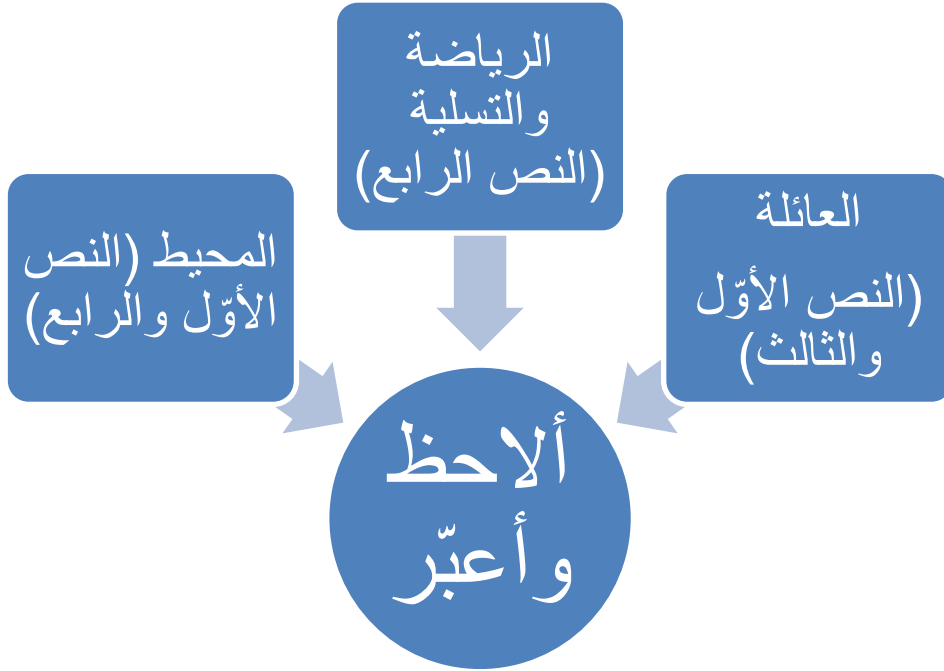 الرياضة
والتسلية
(النص الرابع)
العائلة
(النص الأوّل
والثالث)
المحيط (النص
الأوّل والرابع)
ألاحظ
وأعبّر